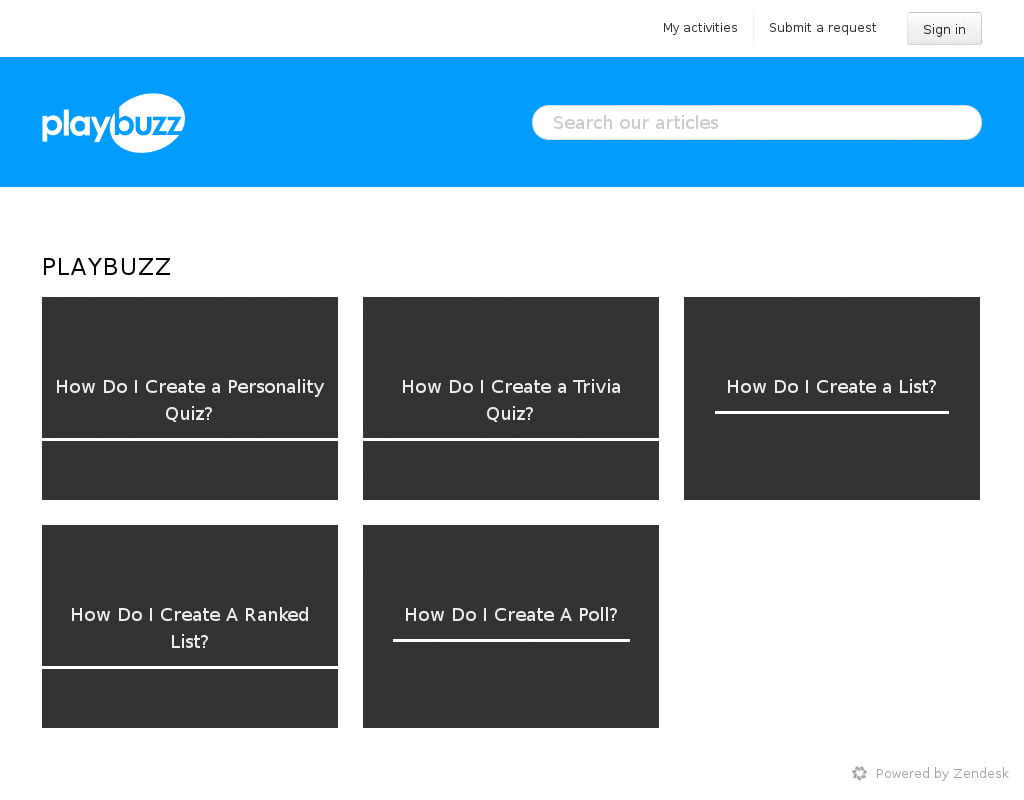 My activities
Submit a request
Sign in
playbuzz
Search our articles
PLAYBUZZ
How Do I Create a Personality
Quiz?
How Do I Create a Trivia
Quiz?
How Do I Create a List?
How Do I Create A Ranked
List?
How Do I Create A Poll?
Powered by Zendesk